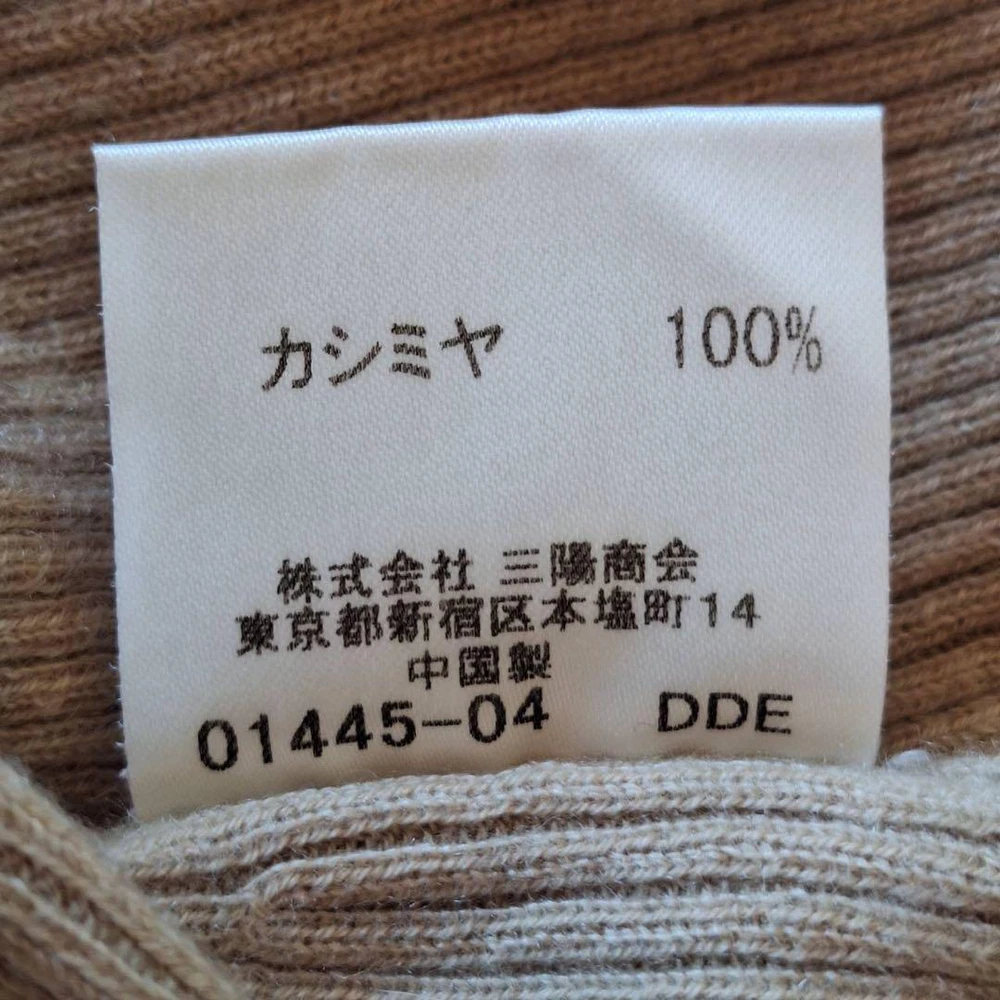 カシミヤ 100%
株式会社 三陽商会
東京都新宿区本塩町14
中国製
01445-04 DDE